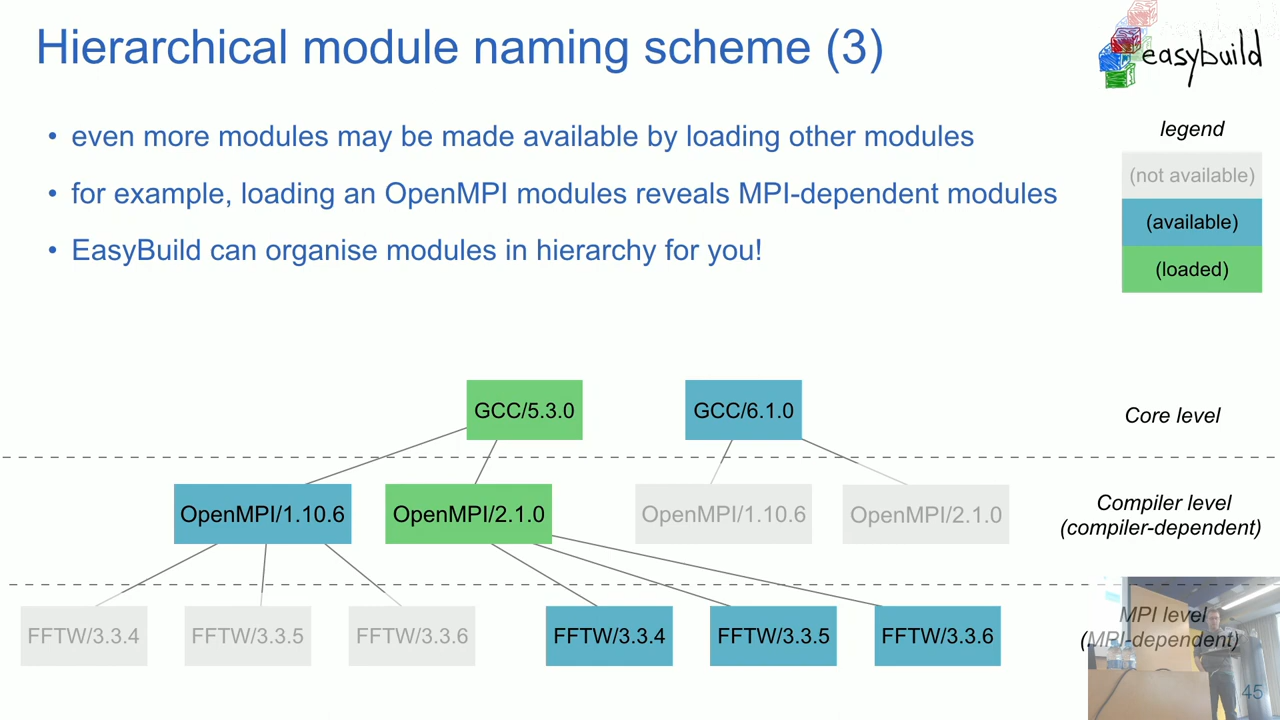 Hierarchical module naming scheme (3)
easybuild
• even more modules may be made available by loading other modules
• for example, loading an OpenMPI modules reveals MPI-dependent modules
• EasyBuild can organise modules in hierarchy for you!
legend
(not available)
(available)
(loaded)
GCC/5.3.0
GCC/6.1.0
Core level
OpenMPI/1.10.6
OpenMPI/2.1.0
OpenMPI/1.10.6
OpenMPI/2.1.0
Compiler level
(compiler-dependent)
FFTW/3.3.4
FFTW/3.3.5
FFTW/3.3.6
FFTW/3.3.4
FFTW/3.3.5
FFTW/3.3.6
MPI level
(MPI-dependent)
45